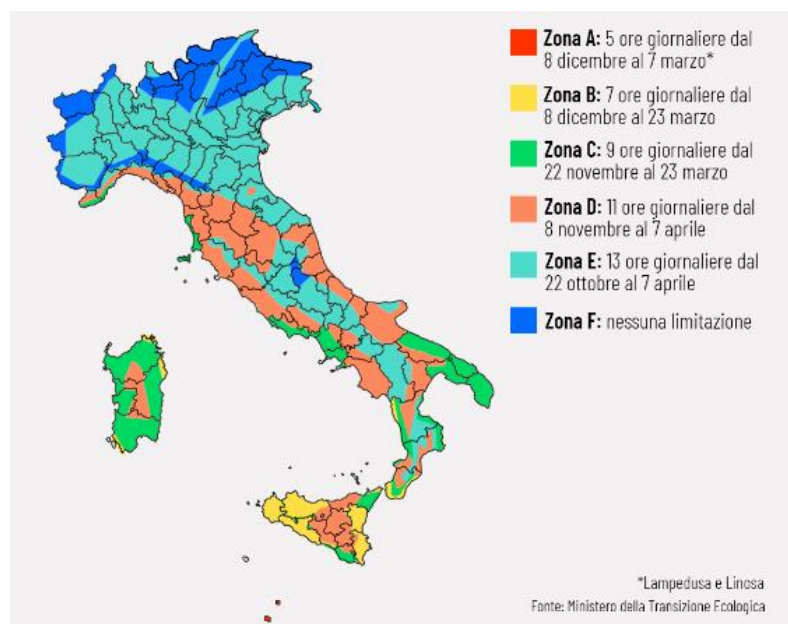 Zona A: 5 ore giornaliere dal
8 dicembre al 7 marzo*
Zona B: 7 ore giornaliere dal
8 dicembre al 23 marzo
Zona C: 9 ore giornaliere dal
22 novembre al 23 marzo
Zona D: 11 ore giornaliere dal
8 novembre al 7 aprile
Zona E: 13 ore giornaliere dal
22 ottobre al 7 aprile
Zona F: nessuna limitazione
*Lampedusa e Linosa
Fonte: Ministero della Transizione Ecologica